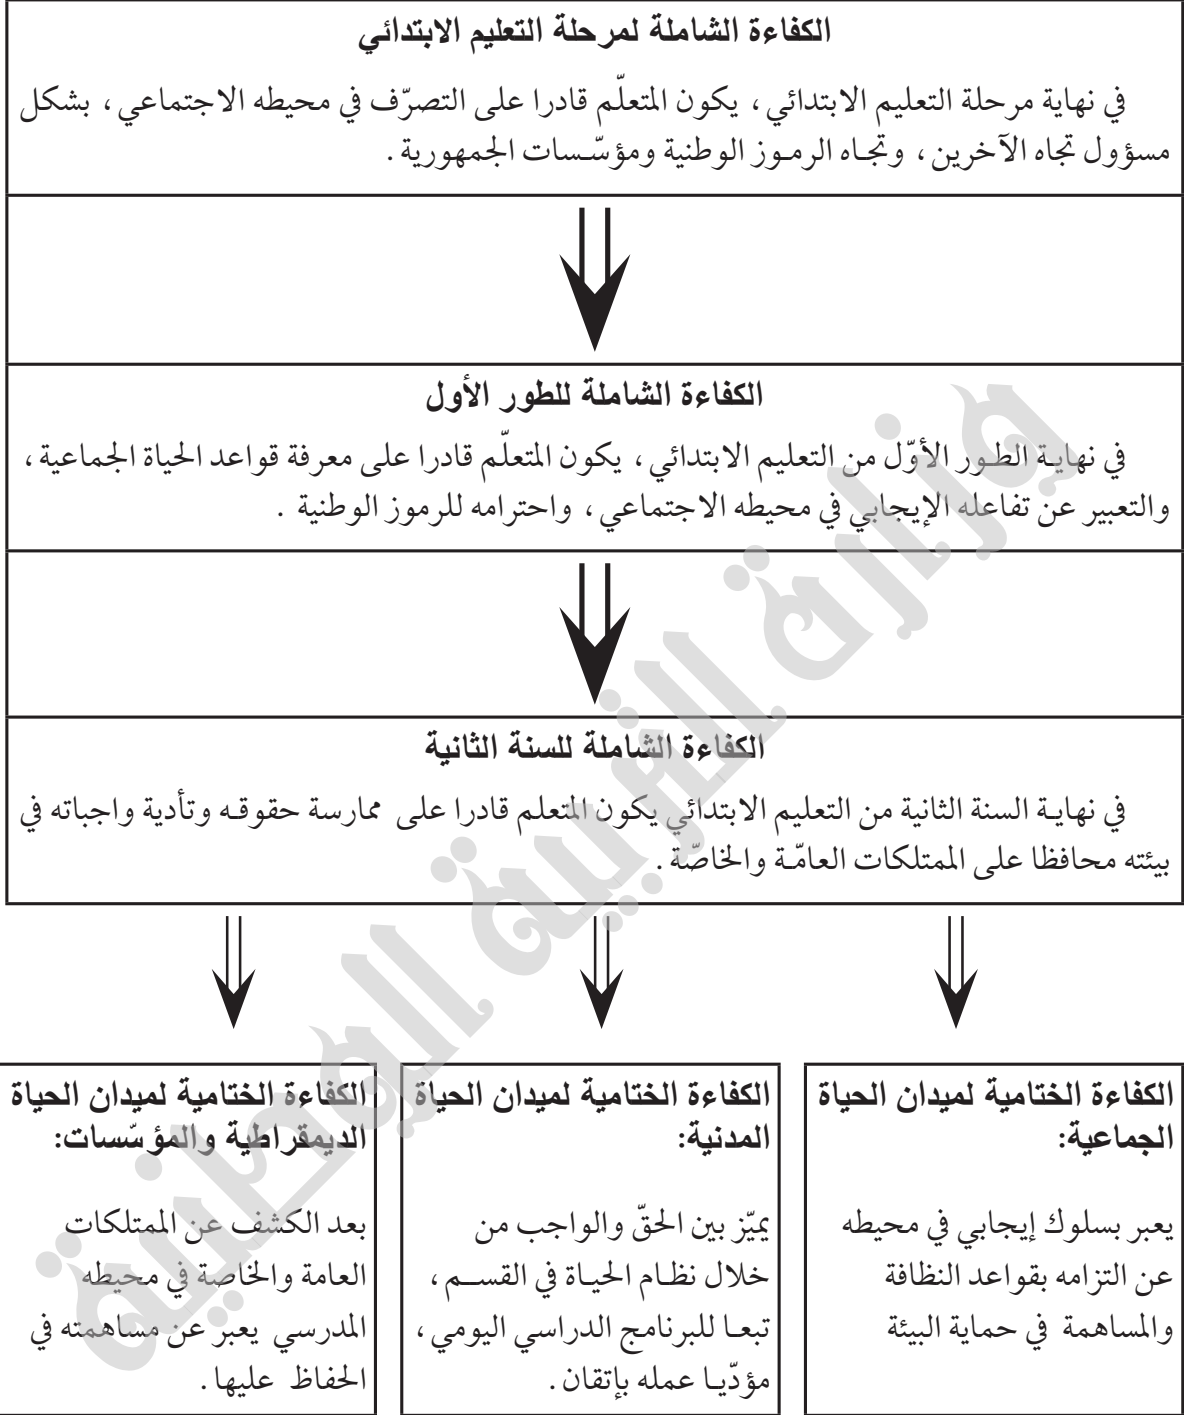 الكفاءة الشاملة لمرحلة التعليم الابتدائي
في نهاية مرحلة التعليم الابتدائي، يكون المتعلّم قادرا على التصرّف في محيطه الاجتماعي، بشكل
مسؤول تجاه الآخرين، وتجاه الرموز الوطنية ومؤسّسات الجمهورية.
الكفاءة الشاملة للطور الأول
في نهاية الطور الأوّل من التعليم الابتدائي، يكون المتعلّم قادرا على معرفة قواعد الحياة الجماعية،
والتعبير عن تفاعله الإيجابي في محيطه الاجتماعي، واحترامه للرموز الوطنية .
الكفاءة الشاملة للسنة الثانية
في نهاية السنة الثانية من التعليم الابتدائي يكون المتعلم قادرا على ممارسة حقوقه وتأدية واجباته في
بيئته محافظا على الممتلكات العامّة والخاصّة.
الكفاءة الختامية لميدان الحياة
الجماعية:
يعبر بسلوك إيجابي في محيطه
عن التزامه بقواعد النظافة
والمساهمة في حماية البيئة
الكفاءة الختامية لميدان الحياة
المدنية:
يميّز بين الحقّ والواجب من
خلال نظام الحياة في القسم،
تبعا للبرنامج الدراسي اليومي،
مؤدّيا عمله بإتقان.
الكفاءة الختامية لميدان الحياة
الديمقراطية والمؤسّسات:
بعد الكشف عن الممتلكات
العامة والخاصة في محيطه
المدرسي يعبر عن مساهمته في
الحفاظ عليها.
وزارة التربية الوطنية